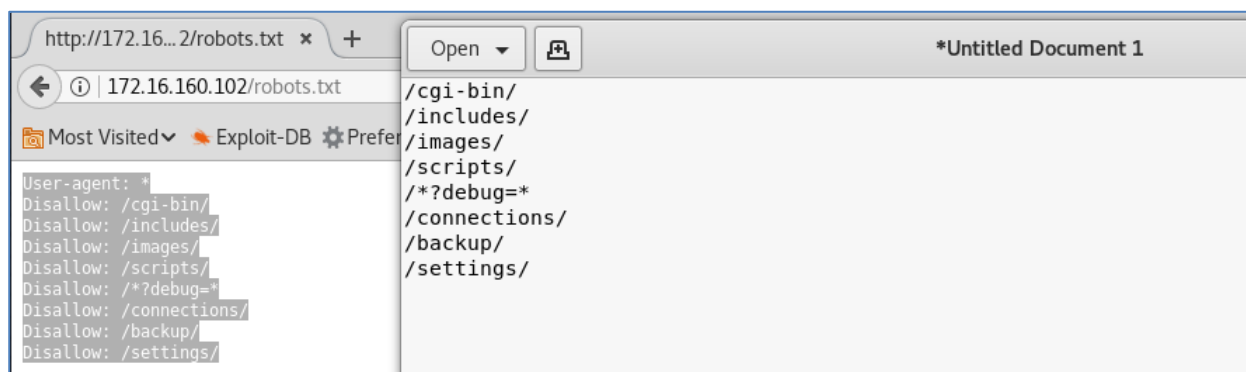 http://172.16... 2/robots.txt × +
172.16.160.102/robots.txt
Most Visited Exploit-DB Prefer
User-agent: *
Disallow: /cgi-bin/
Disallow: /includes/
Disallow: /images/
Disallow: /scripts/
Disallow: /*?debug=*
Disallow: /connections/
Disallow: /backup/
Disallow: /settings/
Open
*Untitled Document 1
/cgi-bin/
/includes/
/images/
/scripts/
/*?debug=*
/connections/
/backup/
/settings/